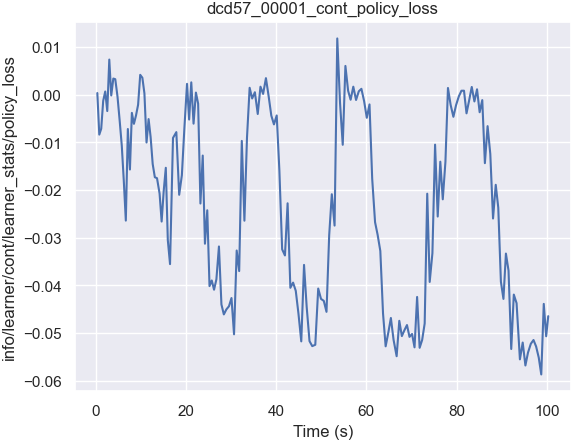 dcd57_00001_cont_policy_loss
info/learner/cont/learner_stats/policy_loss
0.01
0.00
−0.01
−0.02
−0.03
−0.04
−0.05
−0.06
0 20 40 60 80 100
Time (s)